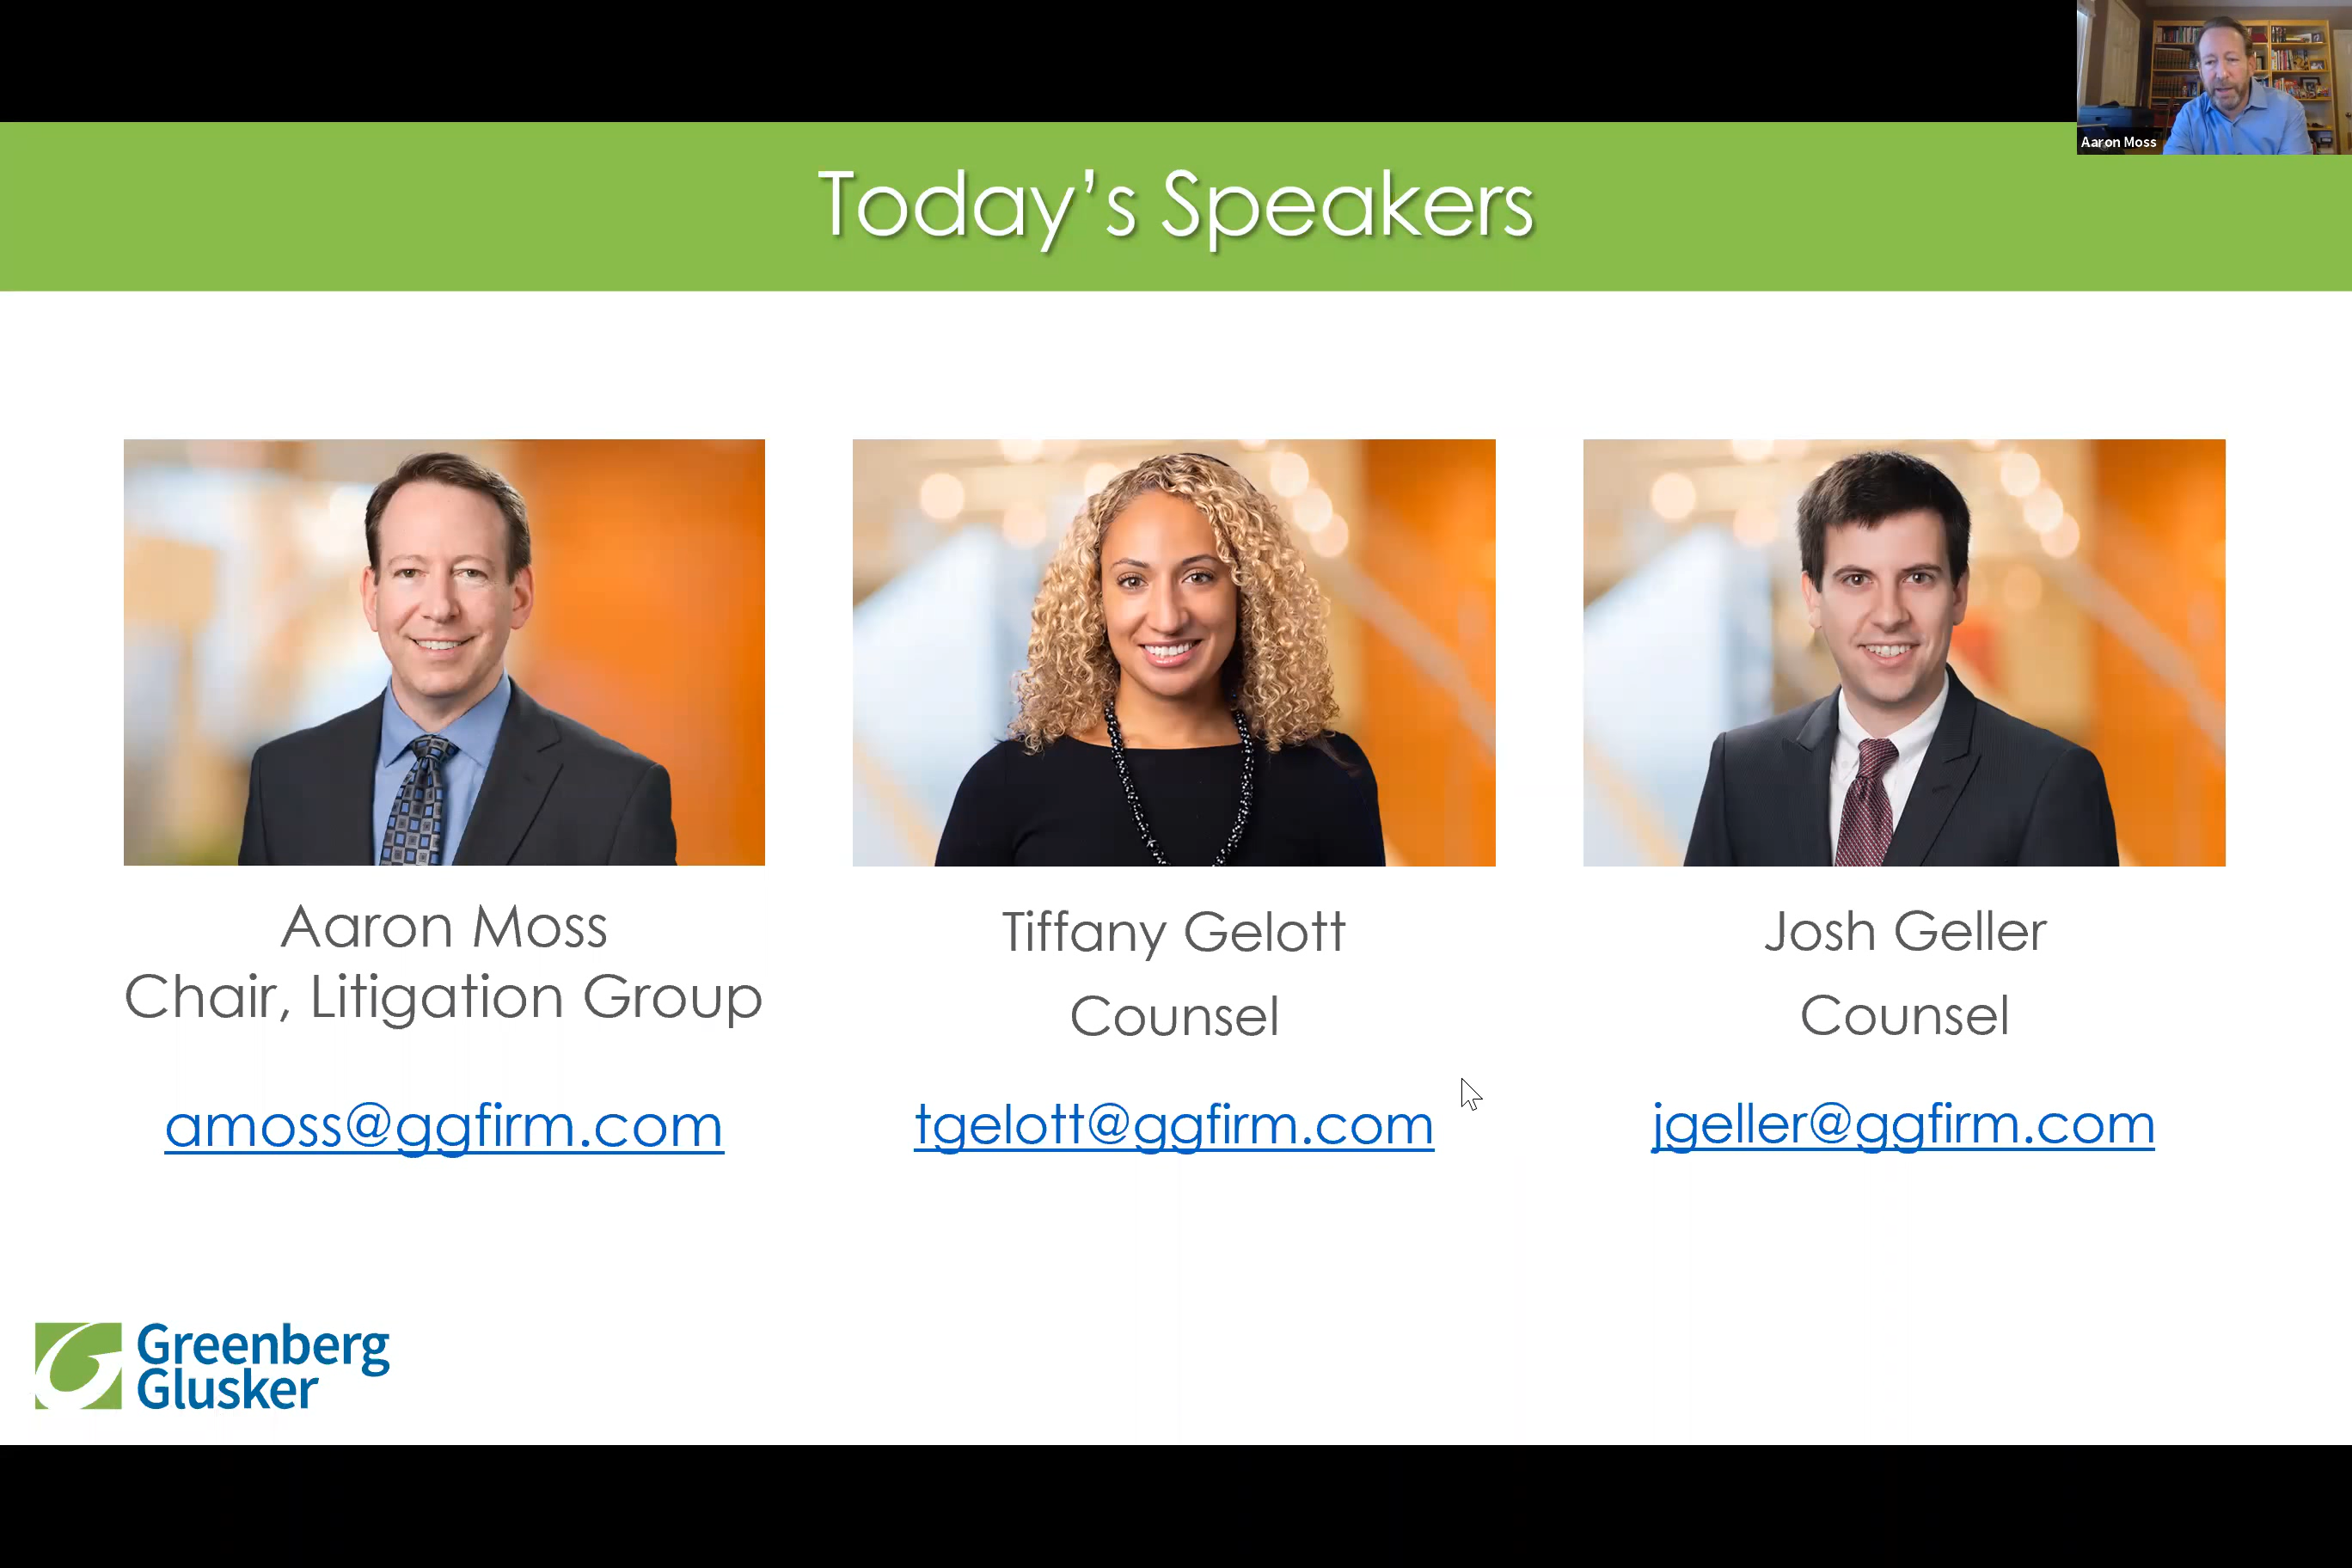 Aaron Moss
Today's Speakers
Aaron Moss
Chair, Litigation Group
amoss@ggfirm.com
Tiffany Gelott
Counsel
tgelott@ggfirm.com
Josh Geller
Counsel
jgeller@ggfirm.com
Greenberg
Glusker